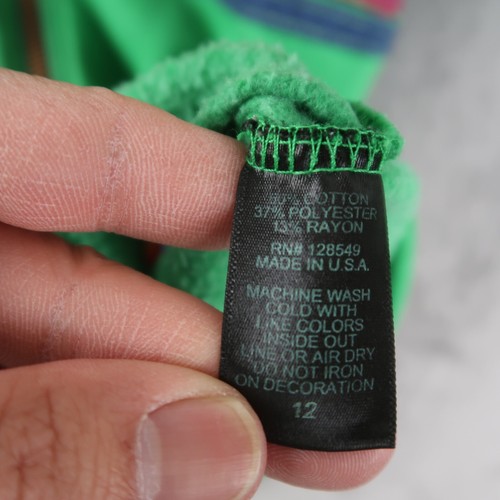 50% COTTON
37% POLYESTER
13% RAYON
RN# 128549
MADE IN U.S.A.
MACHINE WASH
COLD WITH
LIKE COLORS
INSIDE OUT
LINE OR AIR DRY
DO NOT IRON
ON DECORATION
12